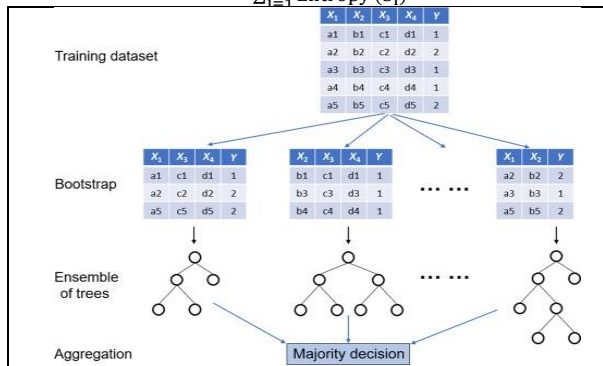 ∑ᵢ₌₁ Entropy (Sᵢ)
Training dataset
X₁ X₂ X₃ X₄ Y
a1 b1 c1 d1 1
a2 b2 c2 d2 2
a3 b3 c3 d3 1
a4 b4 c4 d4 1
a5 b5 c5 d5 2
Bootstrap
X₁ X₃ X₄ Y
a1 c1 d1 1
a2 c2 d2 2
a5 c5 d5 2
X₂ X₃ X₄ Y
b1 c1 d1 1
b3 c3 d3 1
b4 c4 d4 1
... ...
X₁ X₂ Y
a2 b2 2
a3 b3 1
a5 b5 2
Ensemble
of trees
... ...
Aggregation
Majority decision